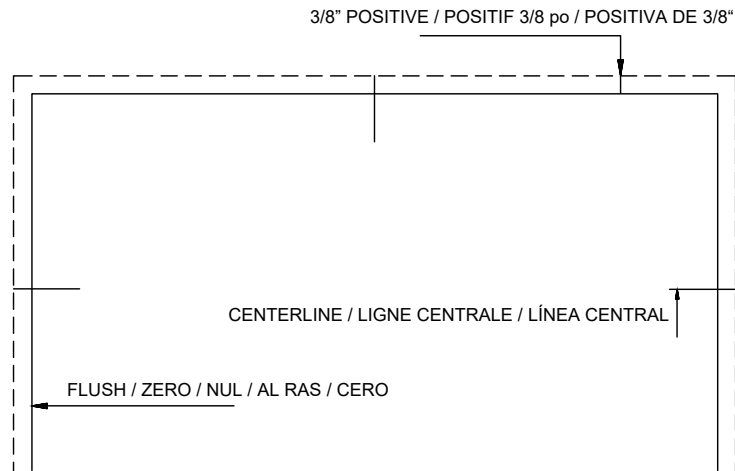 3/8” POSITIVE / POSITIF 3/8 po / POSITIVA DE 3/8“
CENTERLINE / LIGNE CENTRALE / LÍNEA CENTRAL
FLUSH / ZERO / NUL / AL RAS / CERO